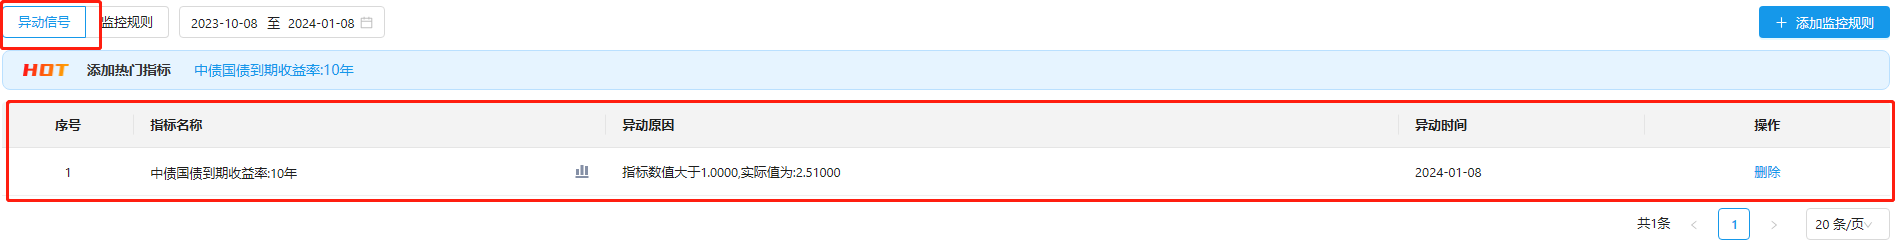 异动信号 监控规则 2023-10-08 至 2024-01-08 添加监控规则
HOT 添加热门指标 中债国债到期收益率:10年
序号 指标名称 异动原因 异动时间 操作
1 中债国债到期收益率:10年 指标数值大于1.0000,实际值为:2.51000 2024-01-08 删除
共1条 1 20 条/页